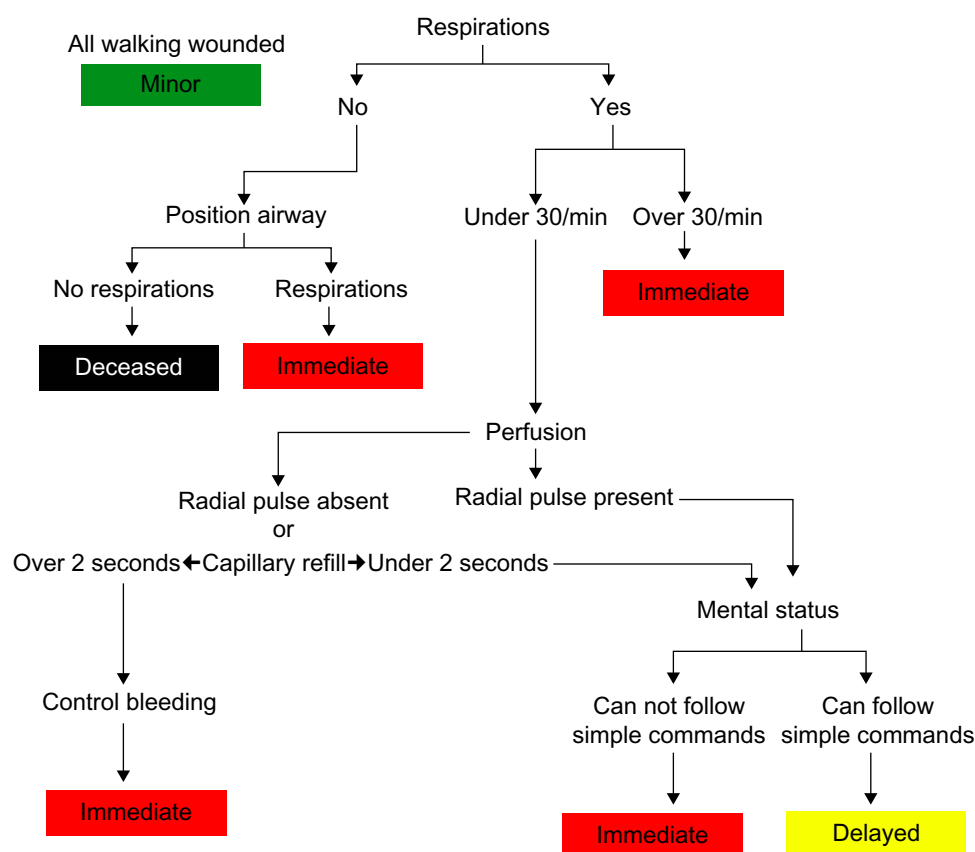 Respirations
All walking wounded
Minor
No
Yes
Position airway
Under 30/min
Over 30/min
No respirations
Respirations
Immediate
Deceased
Immediate
Perfusion
Radial pulse absent
or
Radial pulse present
Over 2 seconds
Capillary refill
Under 2 seconds
Mental status
Control bleeding
Can not follow
simple commands
Can follow
simple commands
Immediate
Immediate
Delayed